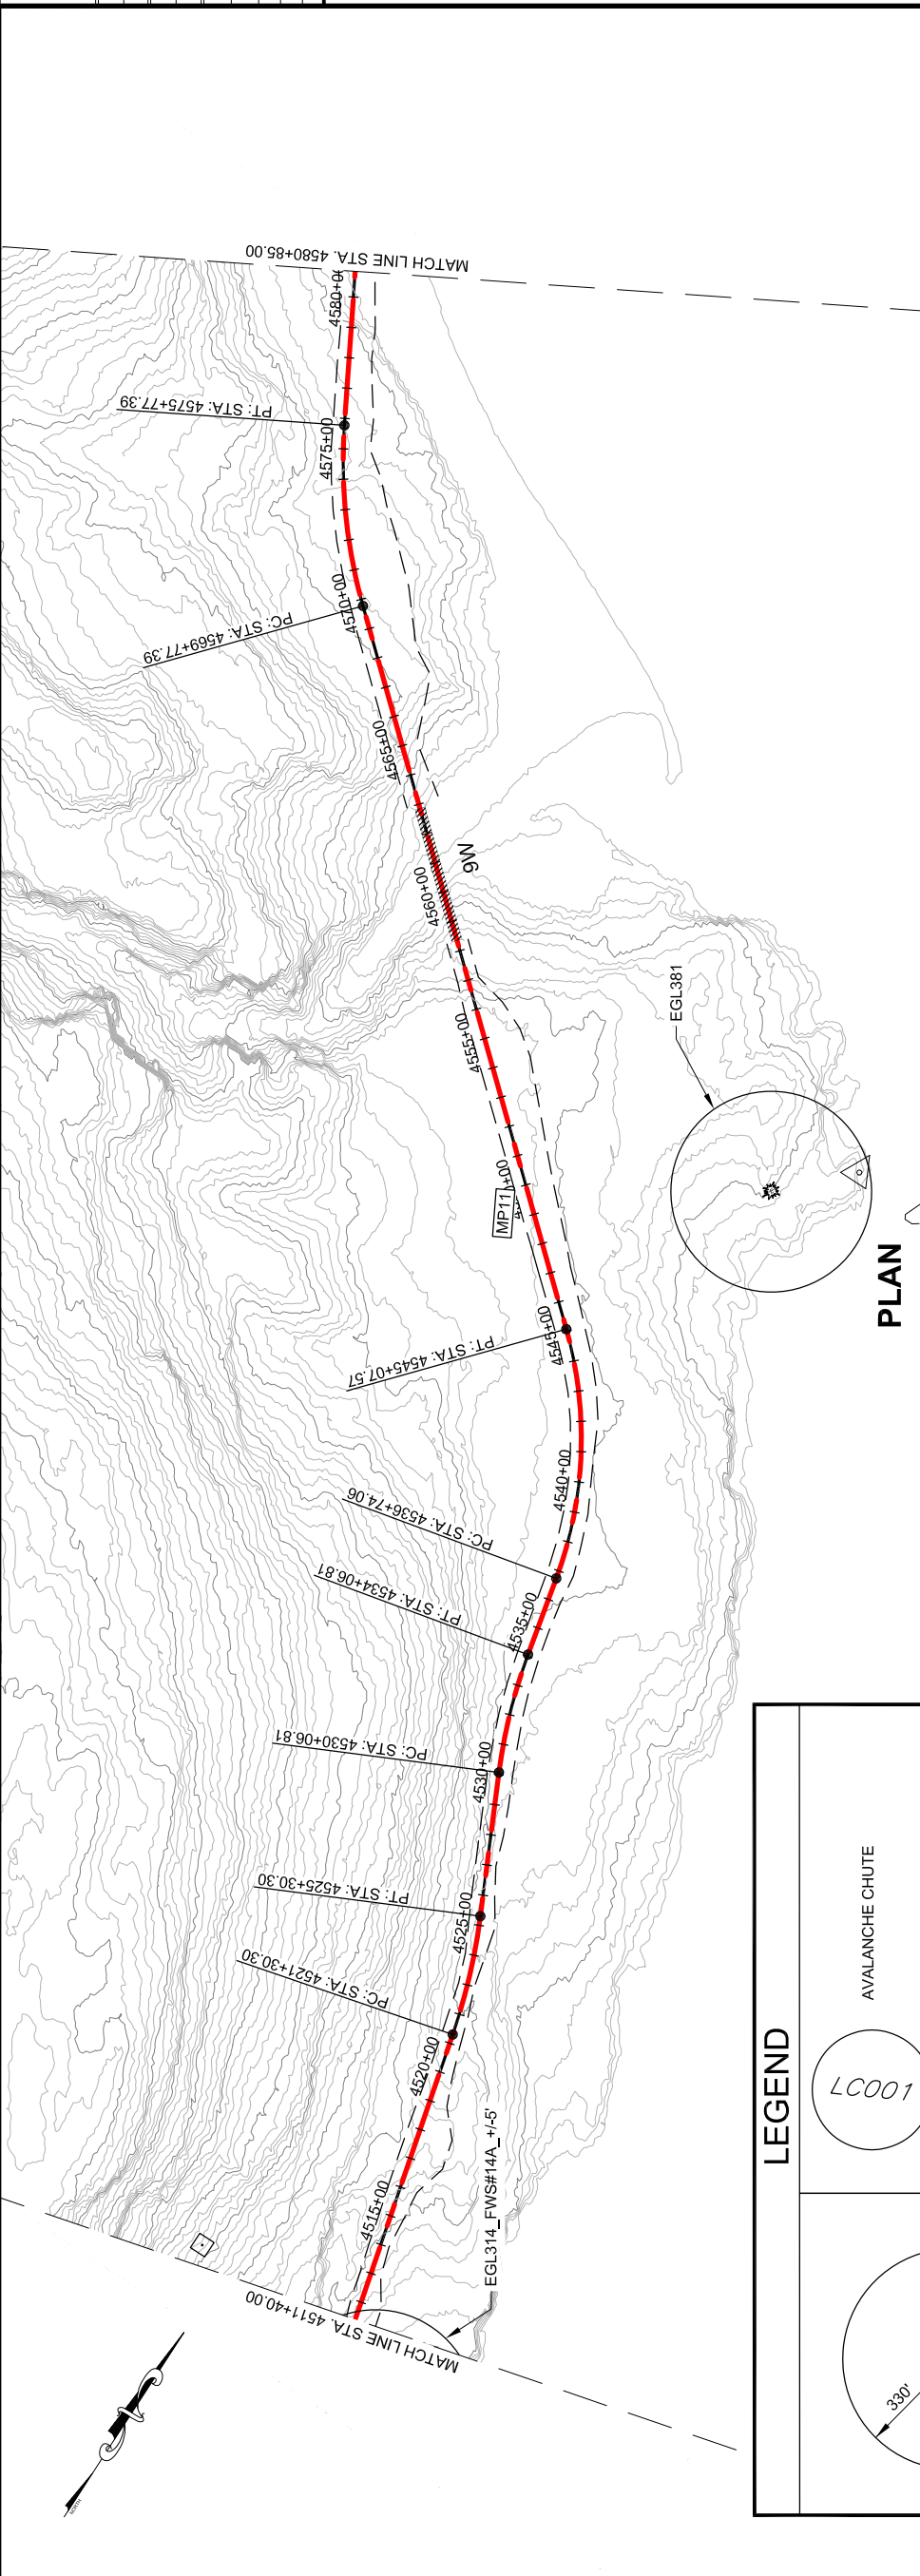 MATCH LINE STA. 4580+85.00
4580+0
PT: STA: 4575+77.39
4575+00
4570+00
PC: STA: 4569+77.39
4565+00
9W
4560+00
EGL381
4555+00
MP11
+00
PLAN
4545+00
PT: STA: 4545+07.57
4540+00
PC: STA: 4536+74.06
PT: STA: 4534+06.81
4535+00
PC: STA: 4530+06.81
4530+00
PT: STA: 4525+30.30
4525+00
PC: STA: 4521+30.30
4520+00
EGL314_FWS#14A_+/-5'
4515+00
MATCH LINE STA. 4511+40.00
NORTH
LEGEND
AVALANCHE CHUTE
LC001
330'